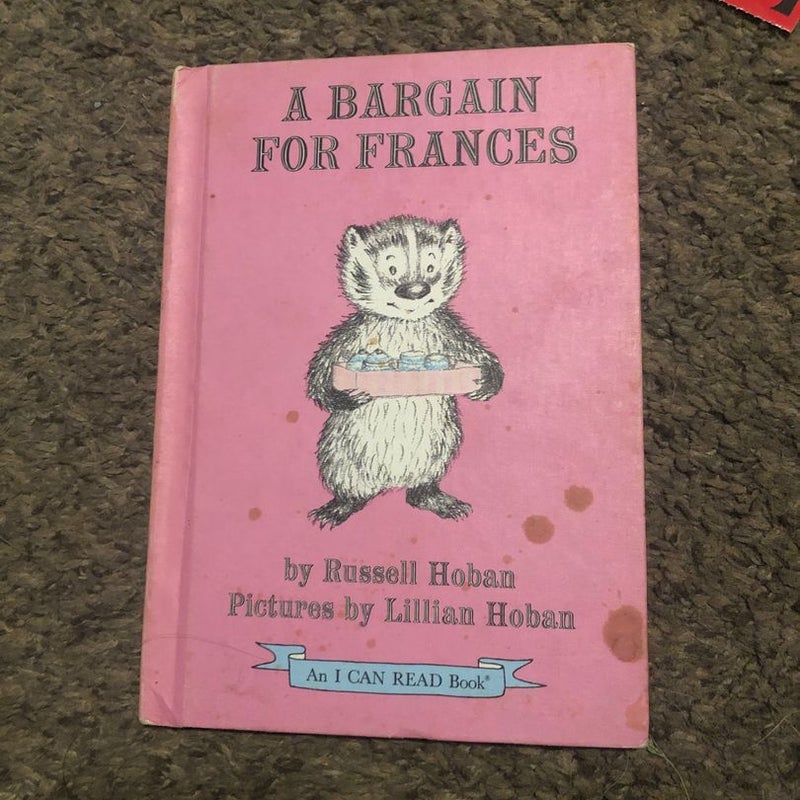 A BARGAIN
FOR FRANCES
by Russell Hoban
Pictures by Lillian Hoban
An I CAN READ Book®